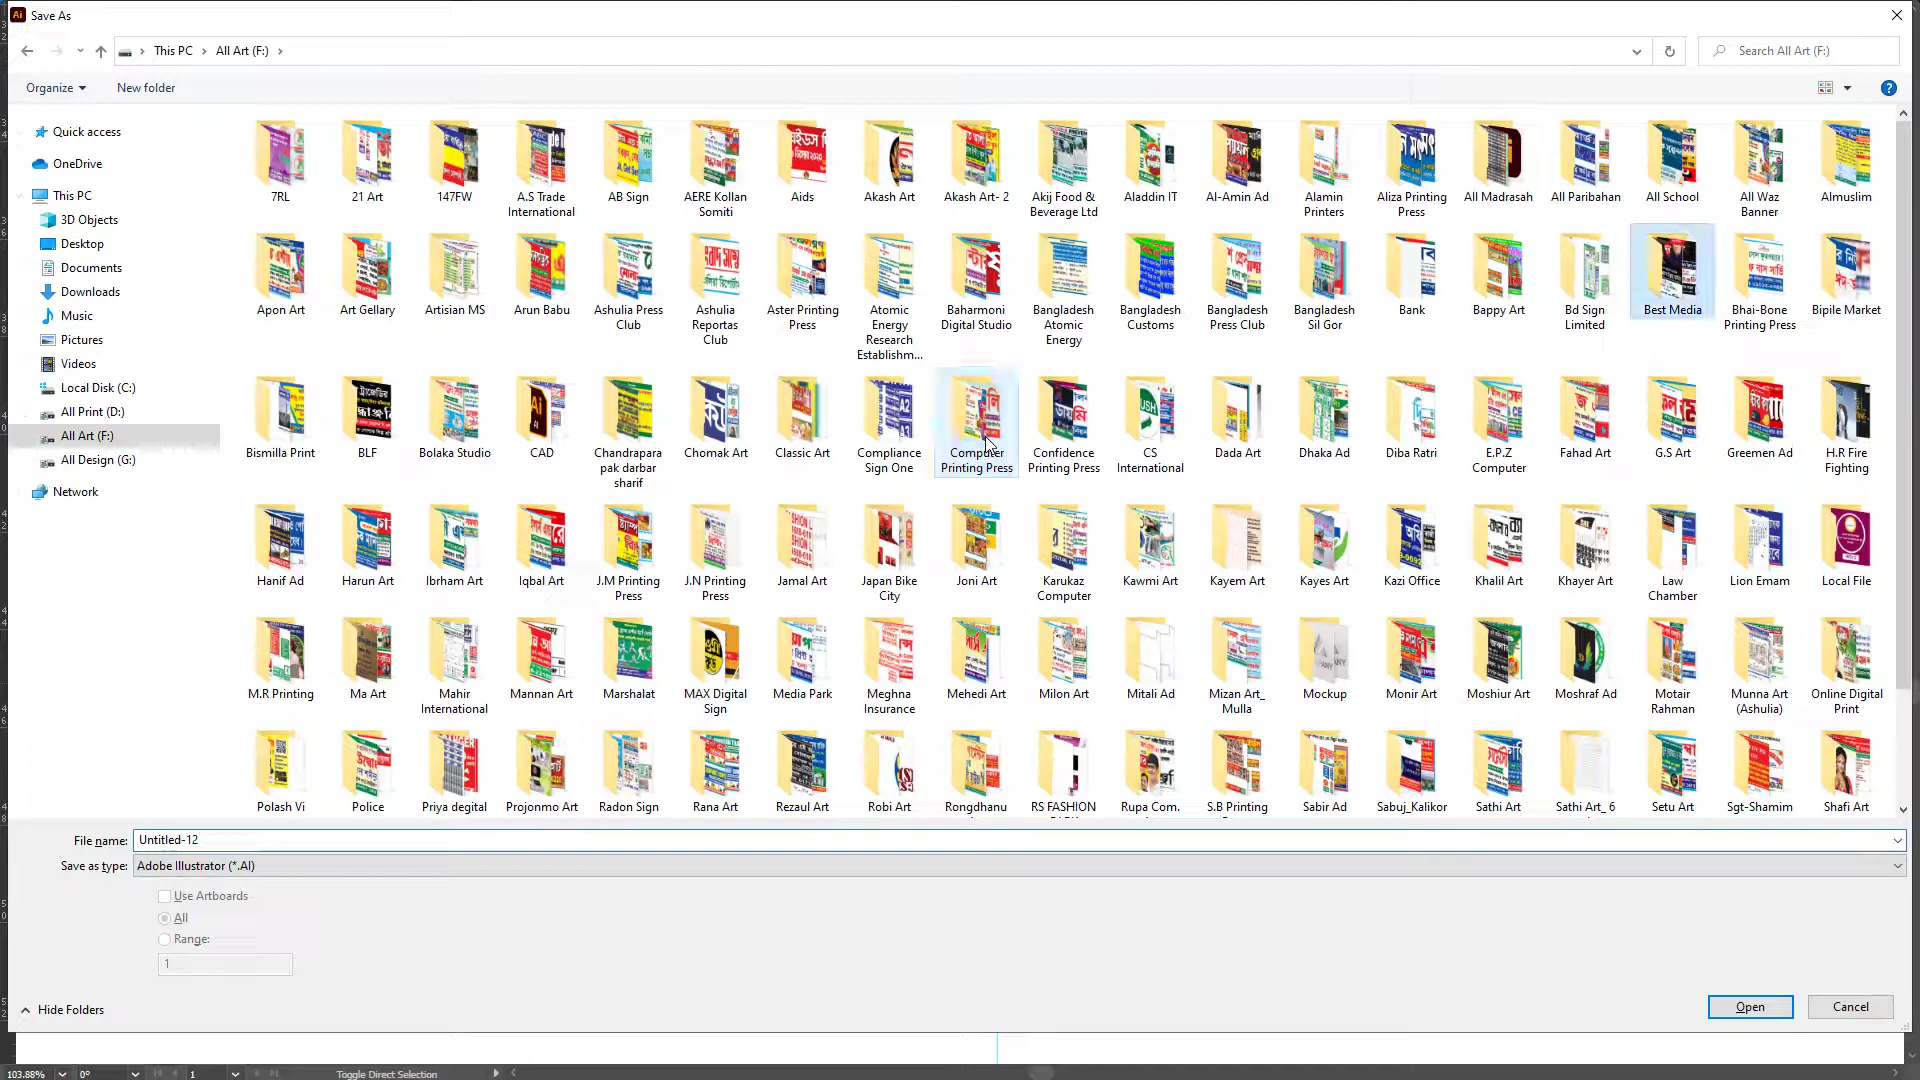 Save As
This PC
All Art (F:)
Search All Art (F:)
Organize
New folder
Quick access
OneDrive
This PC
3D Objects
Desktop
Documents
Downloads
Music
Pictures
Videos
Local Disk (C:)
All Print (D:)
All Art (F:)
All Design (G:)
Network
7RL
21 Art
147FW
A.S Trade International
AB Sign
AERE Kollan Somiti
Aids
Akash Art
Akash Art- 2
Akij Food & Beverage Ltd
Aladdin IT
Al-Amin Ad
Alamin Printers
Aliza Printing Press
All Madrasah
All Paribahan
All School
All Waz Banner
Almuslim
Apon Art
Art Gellary
Artisian MS
Arun Babu
Ashulia Press Club
Ashulia Reportas Club
Aster Printing Press
Atomic Energy Research Establishm...
Baharmoni Digital Studio
Bangladesh Atomic Energy
Bangladesh Customs
Bangladesh Press Club
Bangladesh Sil Gor
Bank
Bappy Art
Bd Sign Limited
Best Media
Bhai-Bone Printing Press
Bipile Market
Bismilla Print
BLF
Bolaka Studio
CAD
Chandrapara pak darbar sharif
Chomak Art
Classic Art
Compliance Sign One
Computer Printing Press
Confidence Printing Press
CS International
Dada Art
Dhaka Ad
Diba Ratri
E.P.Z Computer
Fahad Art
G.S Art
Greemen Ad
H.R Fire Fighting
Hanif Ad
Harun Art
Ibrham Art
Iqbal Art
J.M Printing Press
J.N Printing Press
Jamal Art
Japan Bike City
Joni Art
Karukaz Computer
Kawmi Art
Kayem Art
Kayes Art
Kazi Office
Khalil Art
Khayer Art
Law Chamber
Lion Emam
Local File
M.R Printing
Ma Art
Mahir International
Mannan Art
Marshalat
MAX Digital Sign
Media Park
Meghna Insurance
Mehedi Art
Milon Art
Mitali Ad
Mizan Art_ Mulla
Mockup
Monir Art
Moshiur Art
Moshraf Ad
Motair Rahman
Munna Art (Ashulia)
Online Digital Print
Polash Vi
Police
Priya degital
Projonmo Art
Radon Sign
Rana Art
Rezaul Art
Robi Art
Rongdhanu
RS FASHION
Rupa Com.
S.B Printing
Sabir Ad
Sabuj_Kalikor
Sathi Art
Sathi Art_ 6
Setu Art
Sgt-Shamim
Shafi Art
File name: Untitled-12
Save as type: Adobe Illustrator (*.AI)
Use Artboards
All
Range:
1
Hide Folders
Open
Cancel
103.88%
0°
1
Toggle Direct Selection